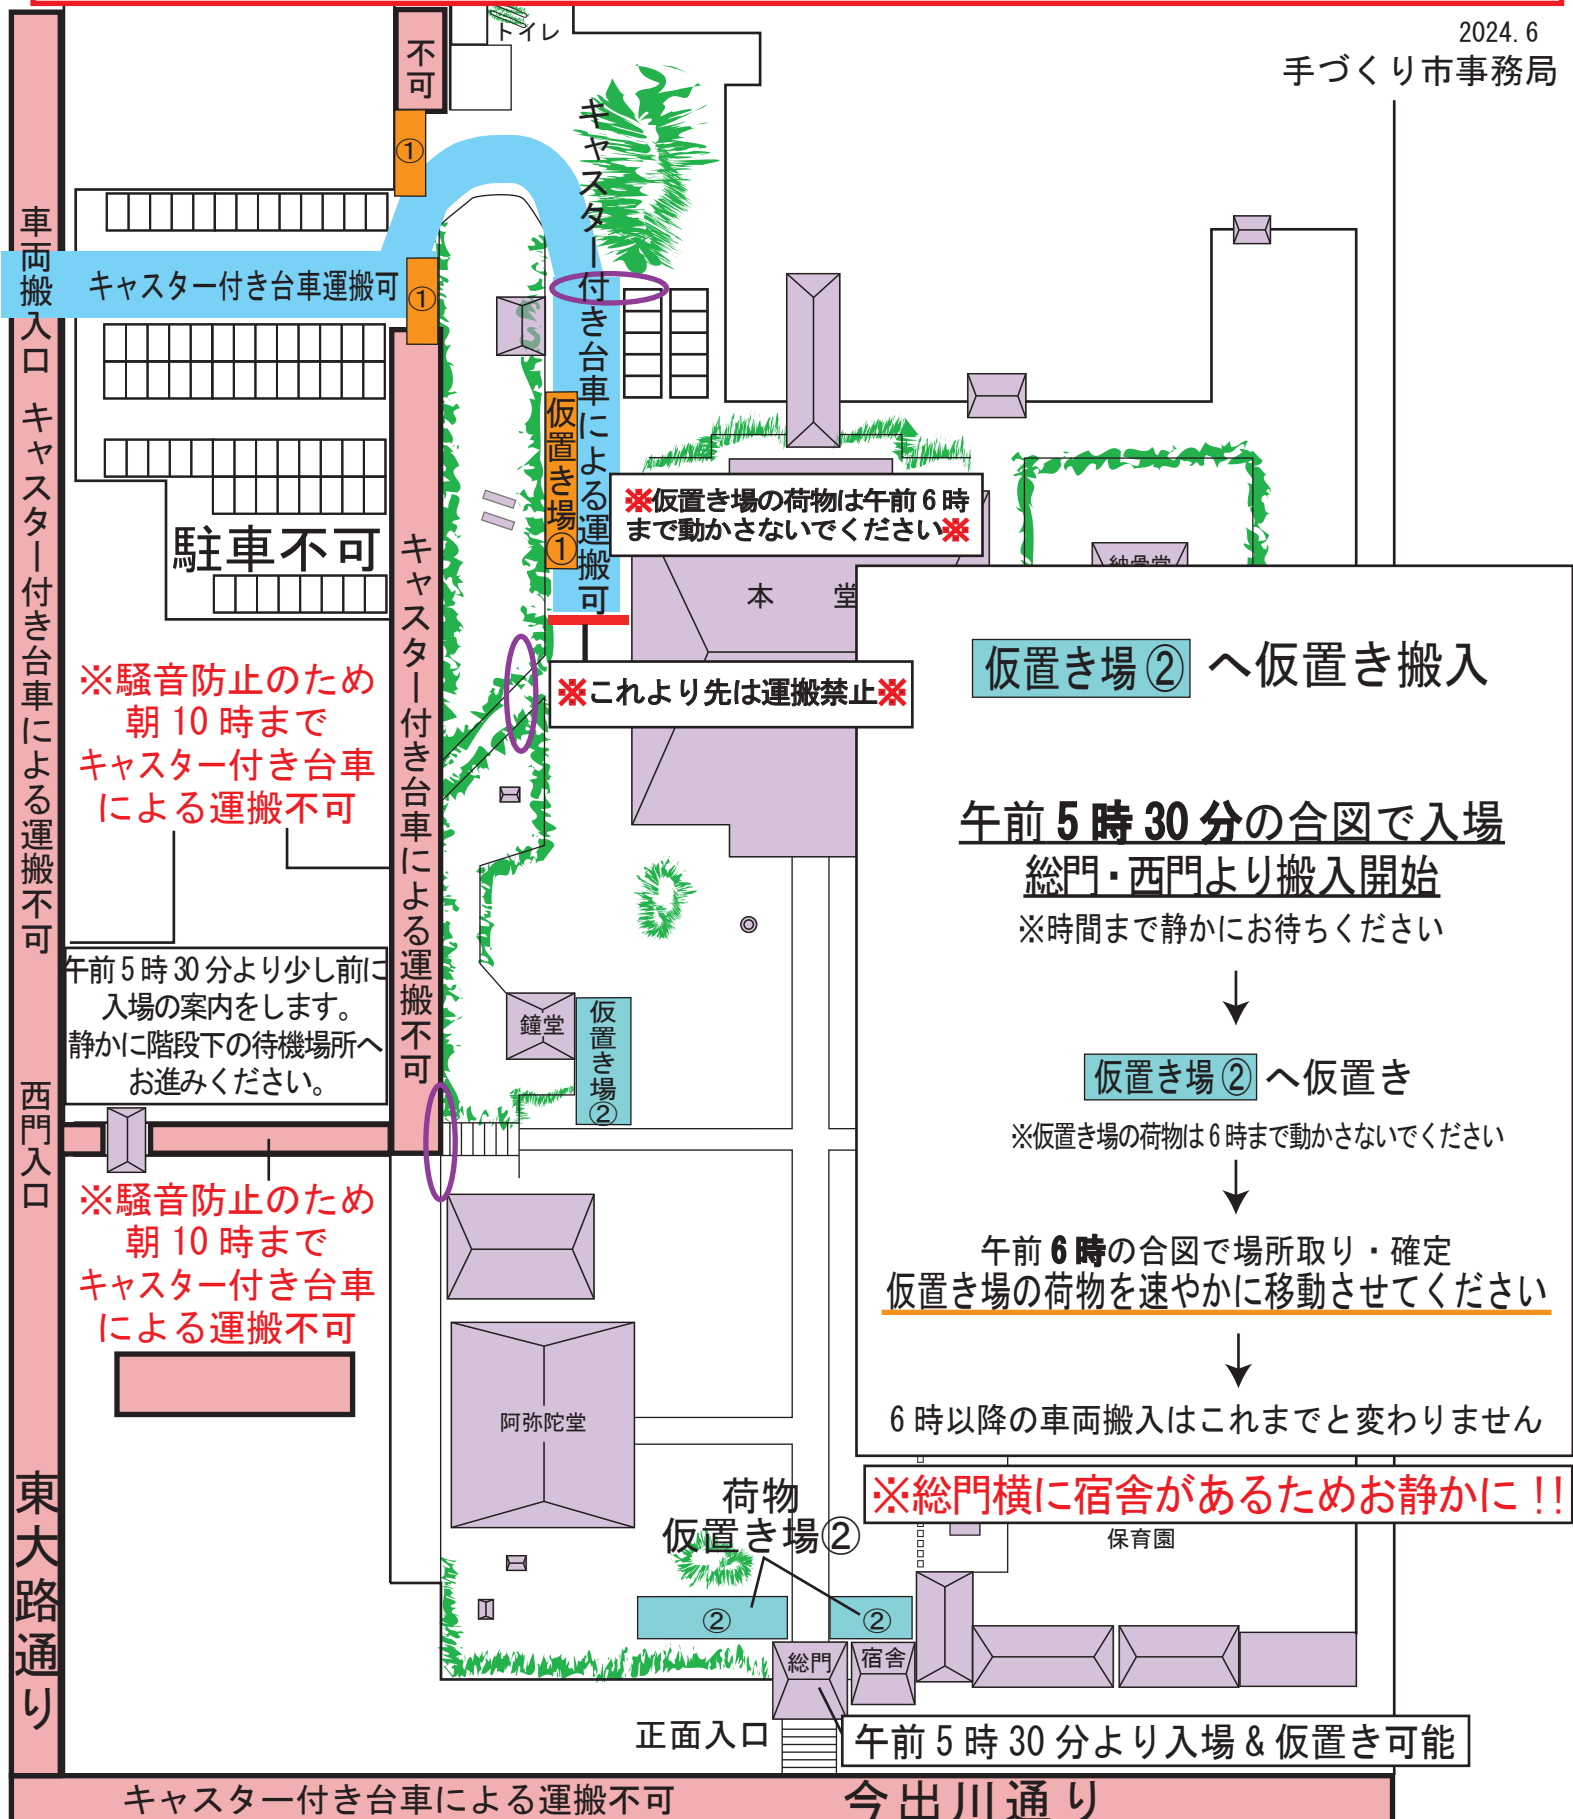 2024.6
手づくり市事務局
トイレ
不可
①
キャスター付き台車による運搬可
車両搬入口
キャスター付き台車運搬可
①
キャスター付き台車による運搬不可
仮置き場①
駐車不可
キャスター付き台車による運搬不可
※仮置き場の荷物は午前6時
まで動かさないでください※
本堂
納骨堂
※これより先は運搬禁止※
※騒音防止のため
朝10時まで
キャスター付き台車
による運搬不可
仮置き場② へ仮置き搬入
午前5時30分の合図で入場
総門・西門より搬入開始
※時間まで静かにお待ちください
↓
仮置き場② へ仮置き
※仮置き場の荷物は6時まで動かさないでください
↓
午前6時の合図で場所取り・確定
仮置き場の荷物を速やかに移動させてください
↓
6時以降の車両搬入はこれまでと変わりません
午前5時30分より少し前に
入場の案内をします。
静かに階段下の待機場所へ
お進みください。
鐘堂
仮置き場②
西門入口
※騒音防止のため
朝10時まで
キャスター付き台車
による運搬不可
阿弥陀堂
東大路通り
荷物
仮置き場②
※総門横に宿舎があるためお静かに!!
保育園
②
②
総門
宿舎
正面入口
午前5時30分より入場&仮置き可能
キャスター付き台車による運搬不可
今出川通り